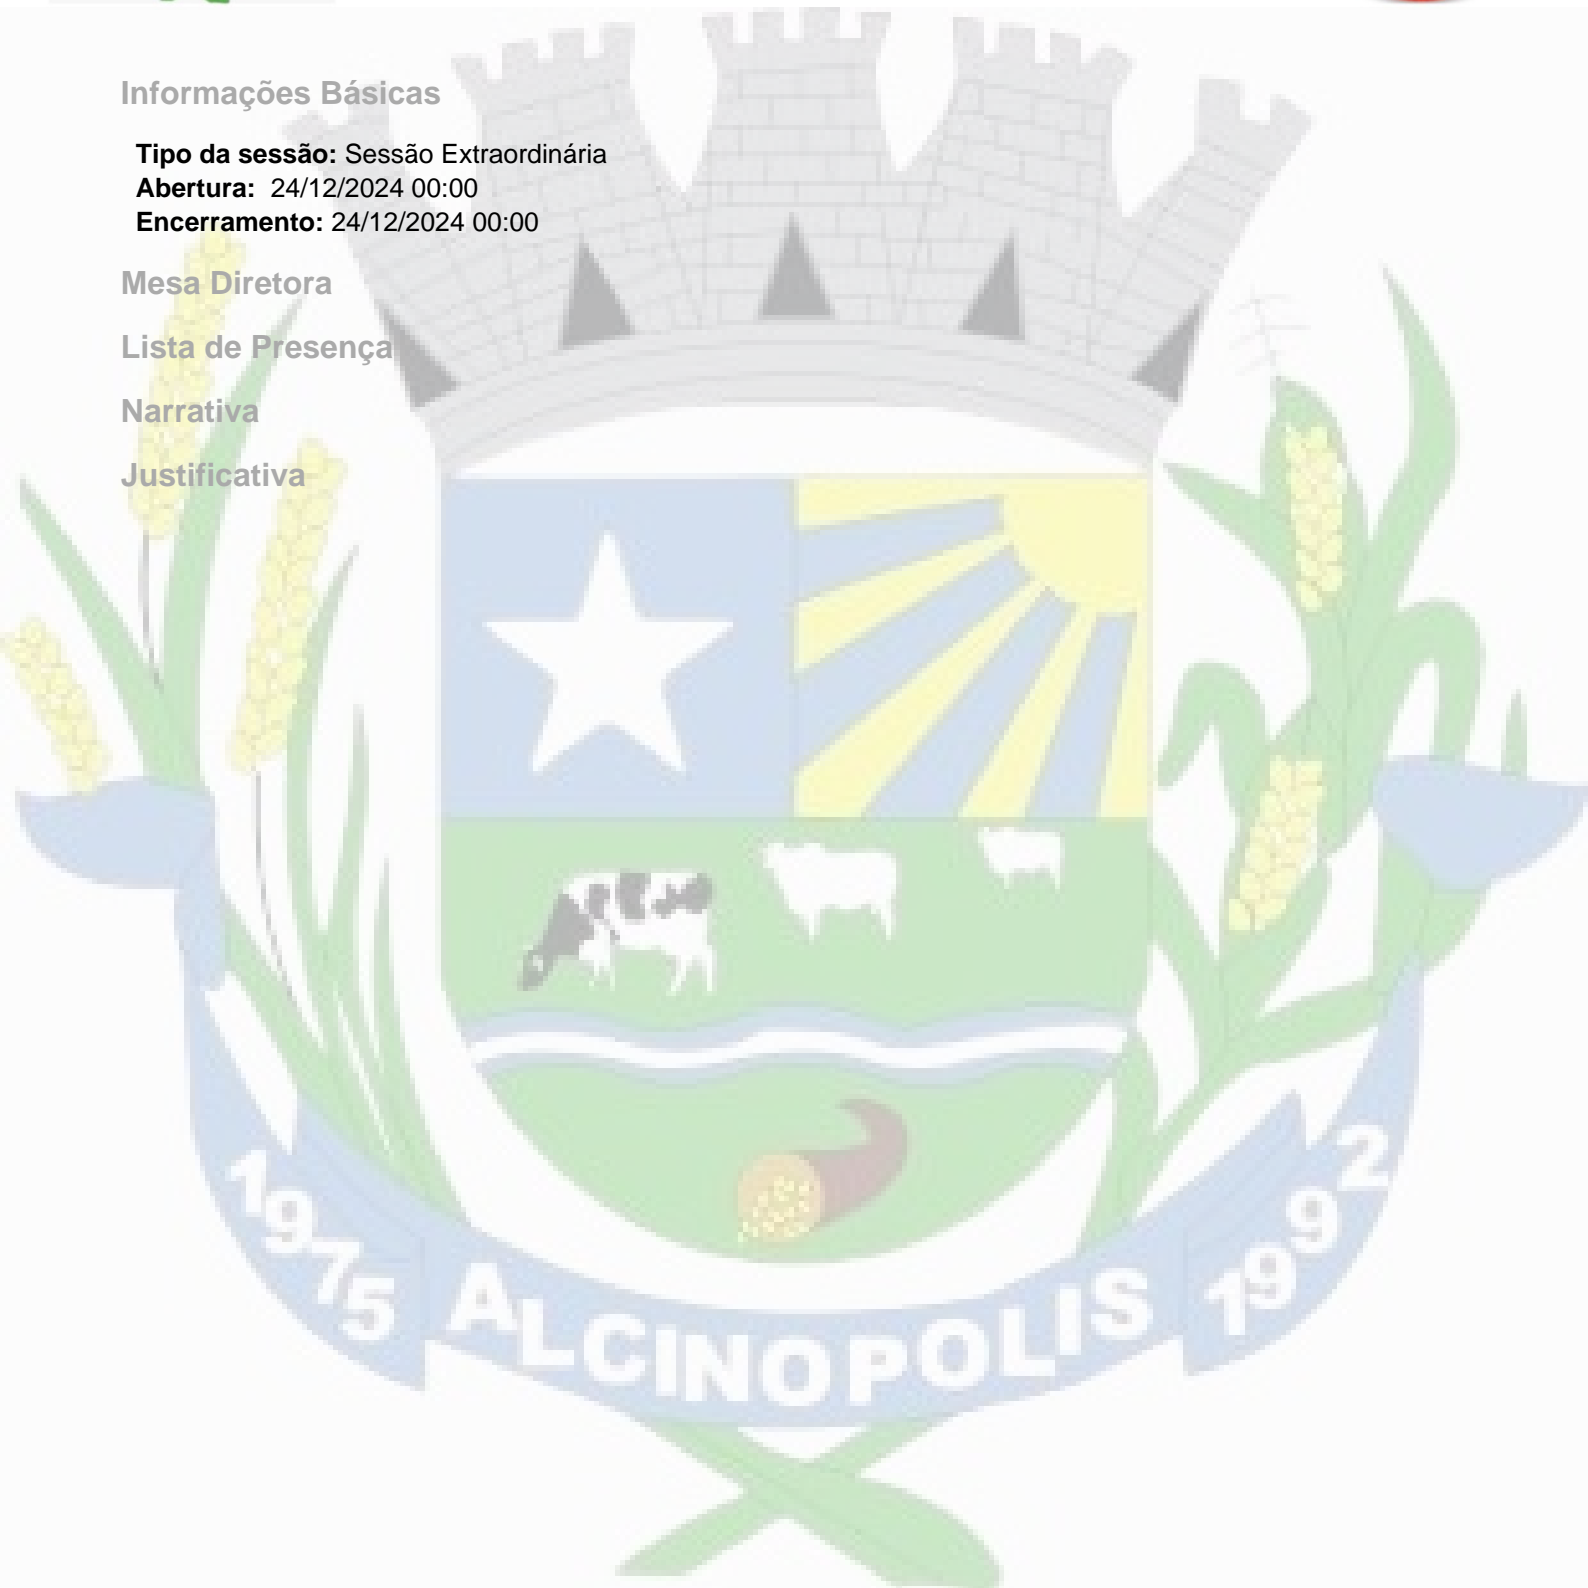 Informações Básicas
Tipo da sessão: Sessão Extraordinária
Abertura: 24/12/2024 00:00
Encerramento: 24/12/2024 00:00
Mesa Diretora
Lista de Presença
Narrativa
Justificativa
1975 ALCINOPOLIS 1992